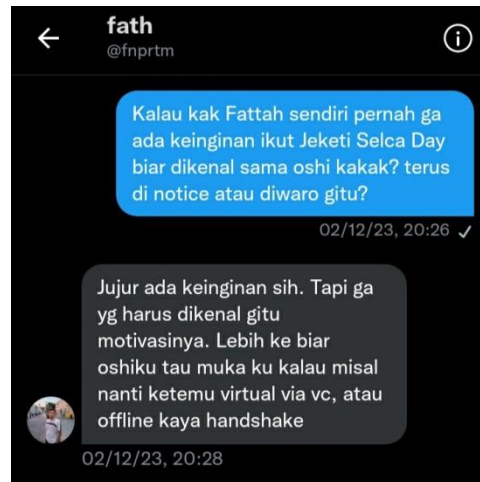 fath
@fnprtm
Kalau kak Fattah sendiri pernah ga
ada keinginan ikut Jeketi Selca Day
biar dikenal sama oshi kakak? terus
di notice atau diwaro gitu?
02/12/23, 20:26
Jujur ada keinginan sih. Tapi ga
yg harus dikenal gitu
motivasinya. Lebih ke biar
oshiku tau muka ku kalau misal
nanti ketemu virtual via vc, atau
offline kaya handshake
02/12/23, 20:28